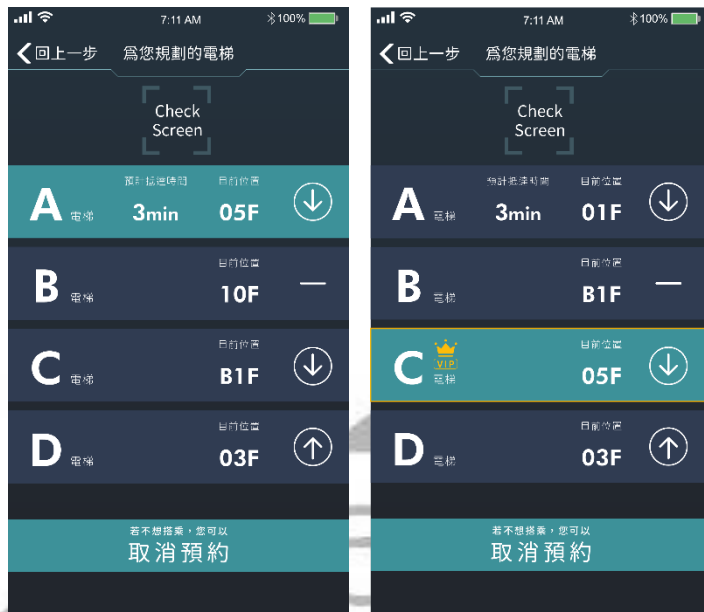 7:11 AM
100%
回上一步 爲您規劃的電梯
Check
Screen
預計抵達時間 目前位置
A 電梯 3min 05F
目前位置
B 電梯 10F
目前位置
C 電梯 B1F
目前位置
D 電梯 03F
若不想搭乘，您可以
取消預約
7:11 AM
100%
回上一步 爲您規劃的電梯
Check
Screen
預計抵達時間 目前位置
A 電梯 3min 01F
目前位置
B 電梯 B1F
VIP 目前位置
C 電梯 05F
目前位置
D 電梯 03F
若不想搭乘，您可以
取消預約